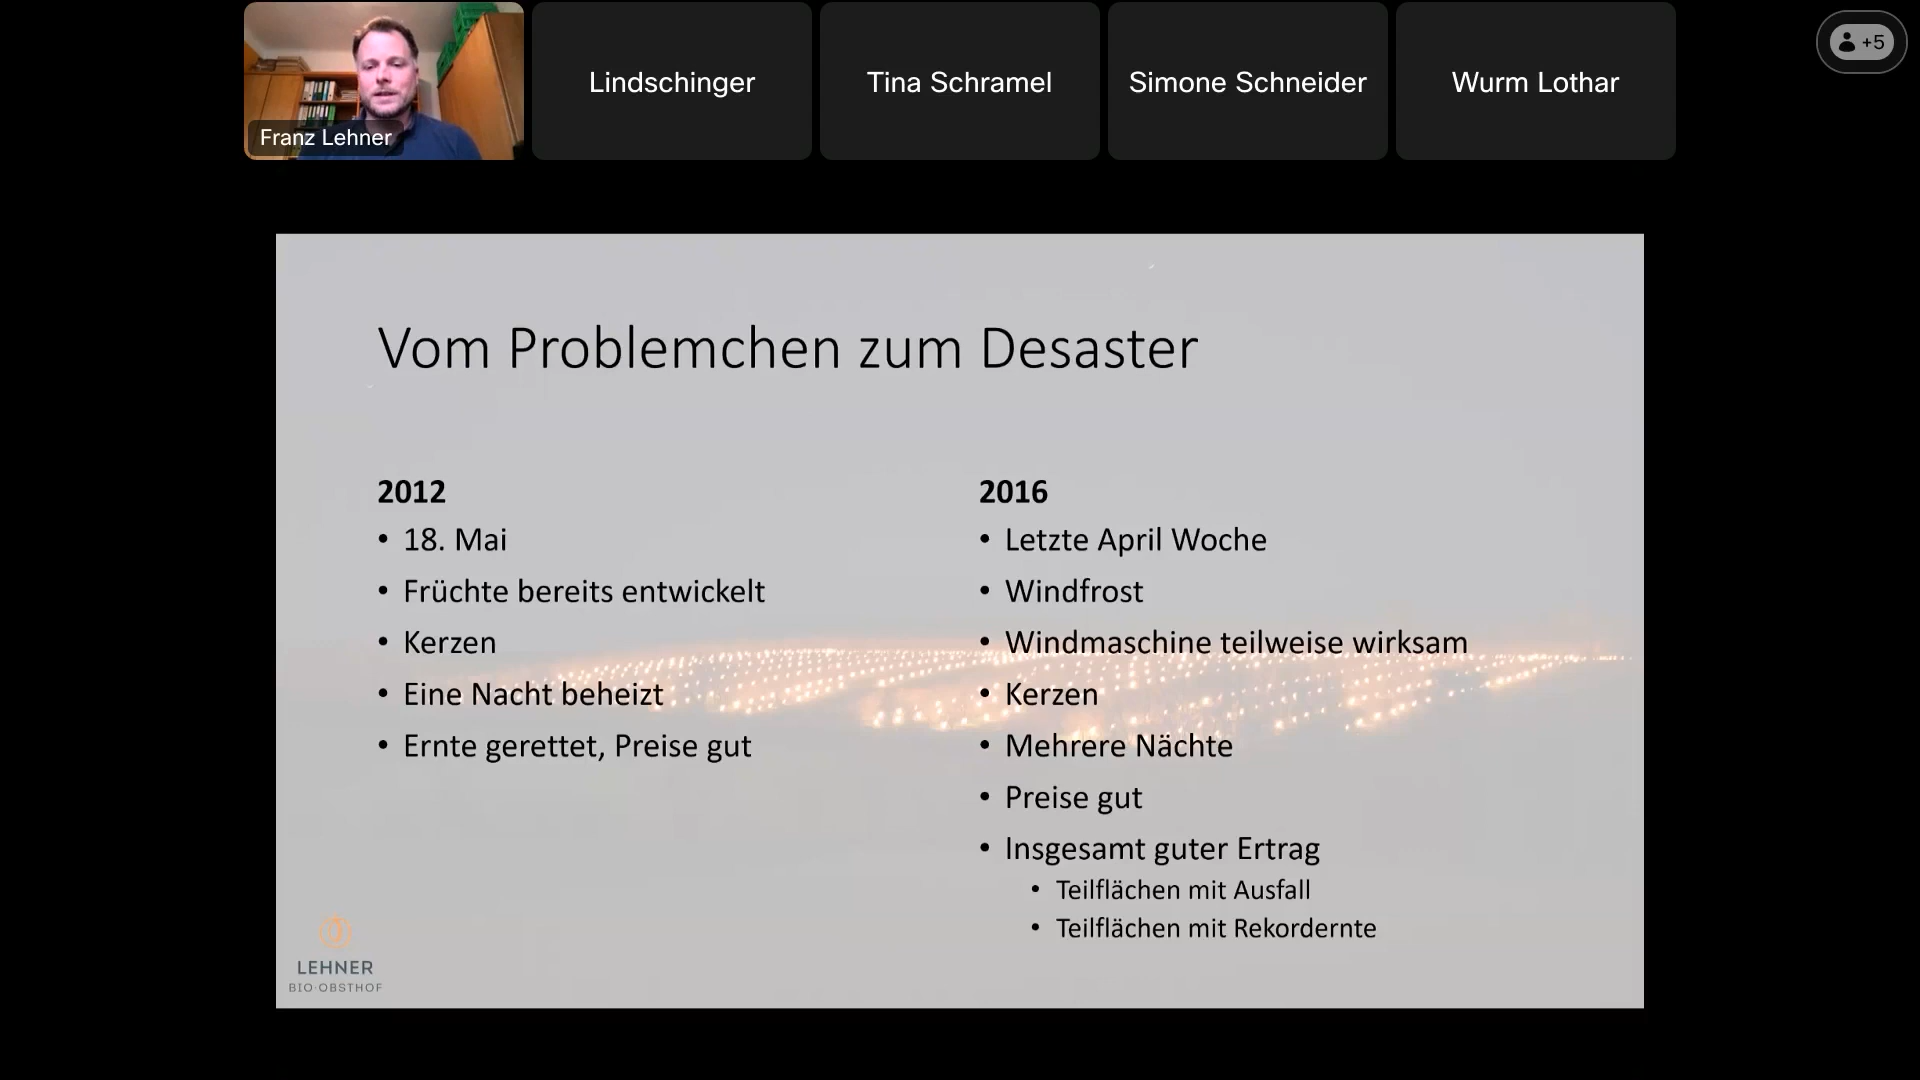 Franz Lehner
Lindschinger
Tina Schramel
Simone Schneider
Wurm Lothar
+5
Vom Problemchen zum Desaster
2012
• 18. Mai
• Früchte bereits entwickelt
• Kerzen
• Eine Nacht beheizt
• Ernte gerettet, Preise gut
2016
• Letzte April Woche
• Windfrost
• Windmaschine teilweise wirksam
• Kerzen
• Mehrere Nächte
• Preise gut
• Insgesamt guter Ertrag
• Teilflächen mit Ausfall
• Teilflächen mit Rekordernte
LEHNER
BIO·OBSTHOF